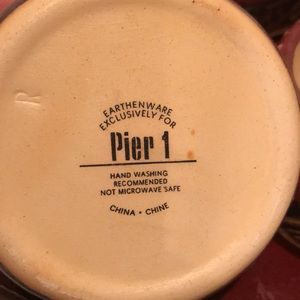 R
EARTHENWARE
EXCLUSIVELY FOR
Pier 1
HAND WASHING
RECOMMENDED
NOT MICROWAVE SAFE
CHINA • CHINE